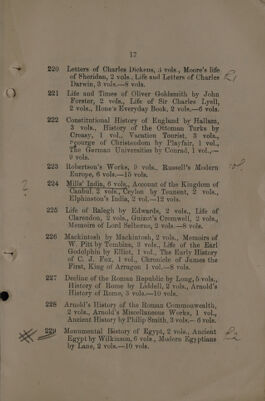 17
220 Letters of Charles Dickens, 3 vols., Moore's life
of Sheridan, 2 vols., Life and Letters of Charles
Darwin, 3 vols.—8 vols.
221 Life and Times of Oliver Goldsmith by John
Forster, 2 vols., Life of Sir Charles Lyell,
2 vols., Hone's Everyday Book, 2 vols.—6 vols.
222 Constitutional History of England by Hallam,
3 vols., History of the Ottoman Turks by
Creasy, 1 vol., Vacation Tourist, 3 vols.,
Scourge of Christendom by Playfair, 1 vol.,
The German Universities by Conrad, 1 vol.,—
9 vols.
223 Robertson's Works, 9 vols., Russell's Modern
Europe, 6 vols.—15 vols.
224 Mills' India, 6 vols., Account of the Kingdom of
Caubul, 2 vols., Ceylon by Tennent, 2 vols.,
Elphinston's India, 2 vol.—12 vols.
225 Life of Ralegh by Edwards, 2 vols., Life of
Clarendon, 2 vols., Guizot's Cromwell, 2 vols.,
Memoirs of Lord Selborne, 2 vols.—8 vols.
226 Mackintosh by Mackintosh, 2 vols., Memoirs of
W. Pitt by Tomline, 3 vols., Life of the Earl
of Godolphin by Elliot, 1 vol., The Early History
of C. J. Fox, 1 vol., Chronicle of James the
First, King of Arragon 1 vol.—8 vols.
227 Decline of the Roman Republic by Long, 5 vols.,
History of Rome by Liddell, 2 vols., Arnold's
History of Rome, 3 vols.—10 vols.
228 Arnold's History of the Roman Commonwealth,
2 vols., Arnold's Miscellaneous Works, 1 vol.,
Ancient History by Philip Smith, 3 vols.—6 vols.
229 Monumental History of Egypt, 2 vols., Ancient
Egypt by Wilkinson, 6 vols., Modern Egyptians
by Lane, 2 vols.—10 vols.